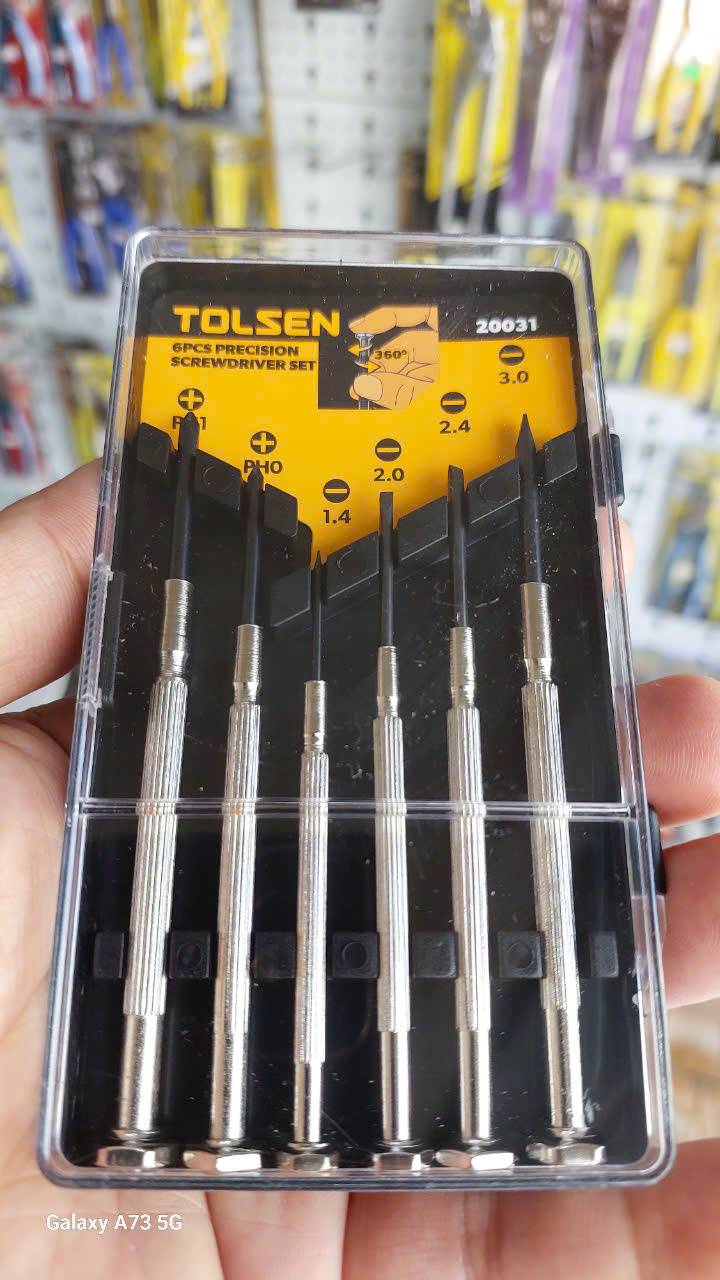 TOLSEN
20031
6PCS PRECISION
SCREWDRIVER SET
360°
3.0
2.4
PH0
2.0
1.4
Galaxy A73 5G